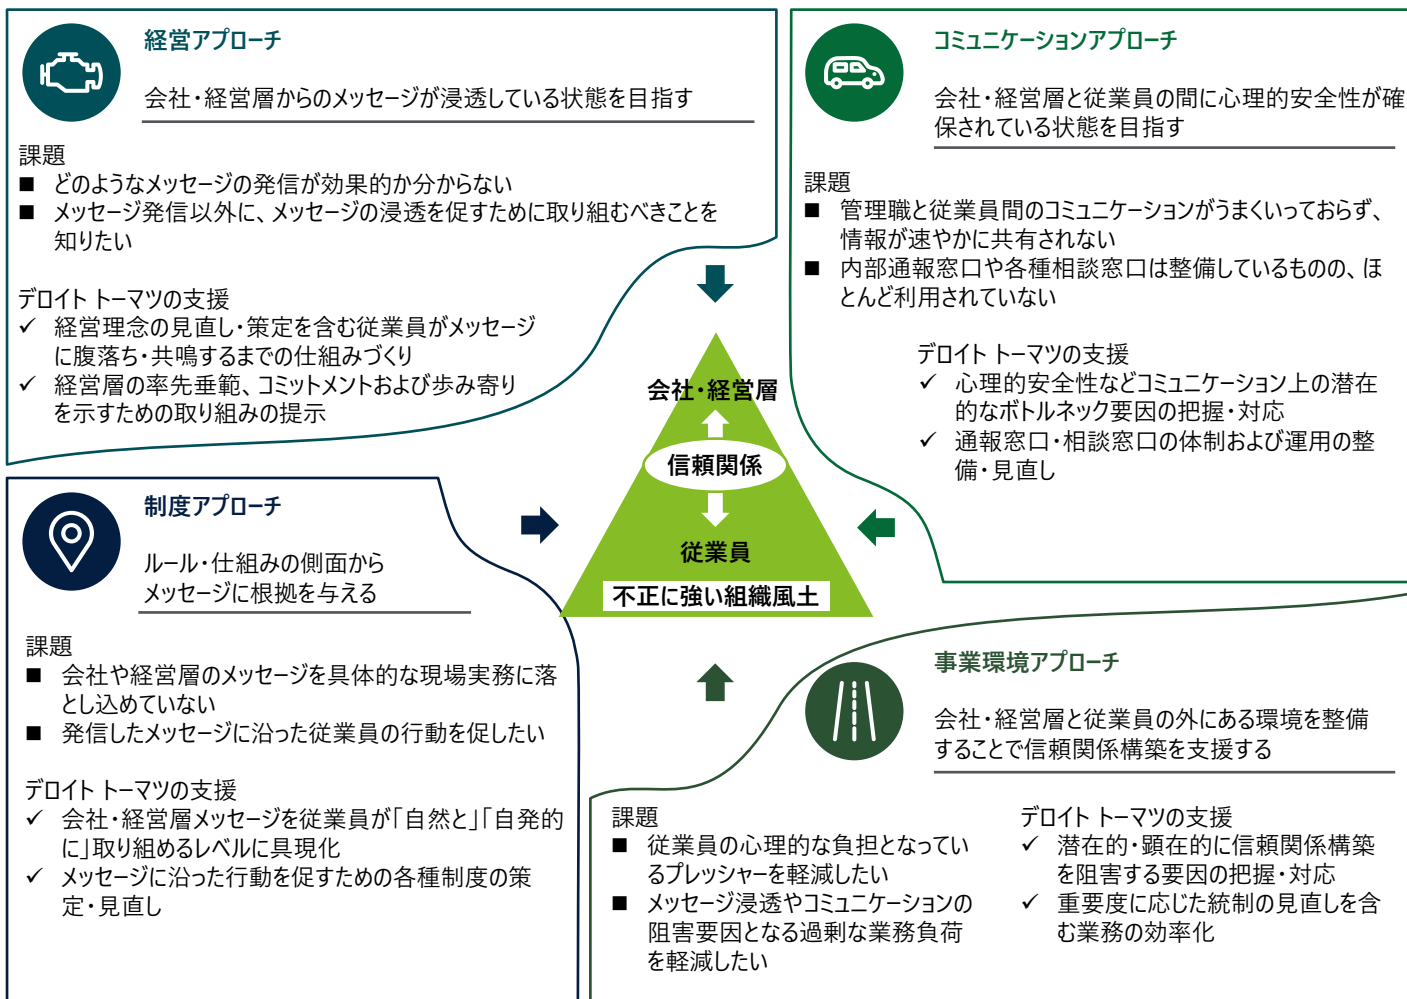 経営アプローチ
会社・経営層からのメッセージが浸透している状態を目指す
課題
■ どのようなメッセージの発信が効果的か分からない
■ メッセージ発信以外に、メッセージの浸透を促すために取り組むべきことを
知りたい
デロイト トーマツの支援
✓ 経営理念の見直し・策定を含む従業員がメッセージ
に腹落ち・共鳴するまでの仕組みづくり
✓ 経営層の率先垂範、コミットメントおよび歩み寄り
を示すための取り組みの提示
コミュニケーションアプローチ
会社・経営層と従業員の間に心理的安全性が確
保されている状態を目指す
課題
■ 管理職と従業員間のコミュニケーションがうまくいっておらず、
情報が速やかに共有されない
■ 内部通報窓口や各種相談窓口は整備しているものの、ほ
とんど利用されていない
デロイト トーマツの支援
✓ 心理的安全性などコミュニケーション上の潜在
的なボトルネック要因の把握・対応
✓ 通報窓口・相談窓口の体制および運用の整
備・見直し
会社・経営層
信頼関係
従業員
不正に強い組織風土
制度アプローチ
ルール・仕組みの側面から
メッセージに根拠を与える
課題
■ 会社や経営層のメッセージを具体的な現場実務に落
とし込めていない
■ 発信したメッセージに沿った従業員の行動を促したい
デロイト トーマツの支援
✓ 会社・経営層メッセージを従業員が「自然と」「自発的
に」取り組めるレベルに具現化
✓ メッセージに沿った行動を促すための各種制度の策
定・見直し
事業環境アプローチ
会社・経営層と従業員の外にある環境を整備
することで信頼関係構築を支援する
課題
■ 従業員の心理的な負担となってい
るプレッシャーを軽減したい
■ メッセージ浸透やコミュニケーションの
阻害要因となる過剰な業務負荷
を軽減したい
デロイト トーマツの支援
✓ 潜在的・顕在的に信頼関係構築
を阻害する要因の把握・対応
✓ 重要度に応じた統制の見直しを含
む業務の効率化